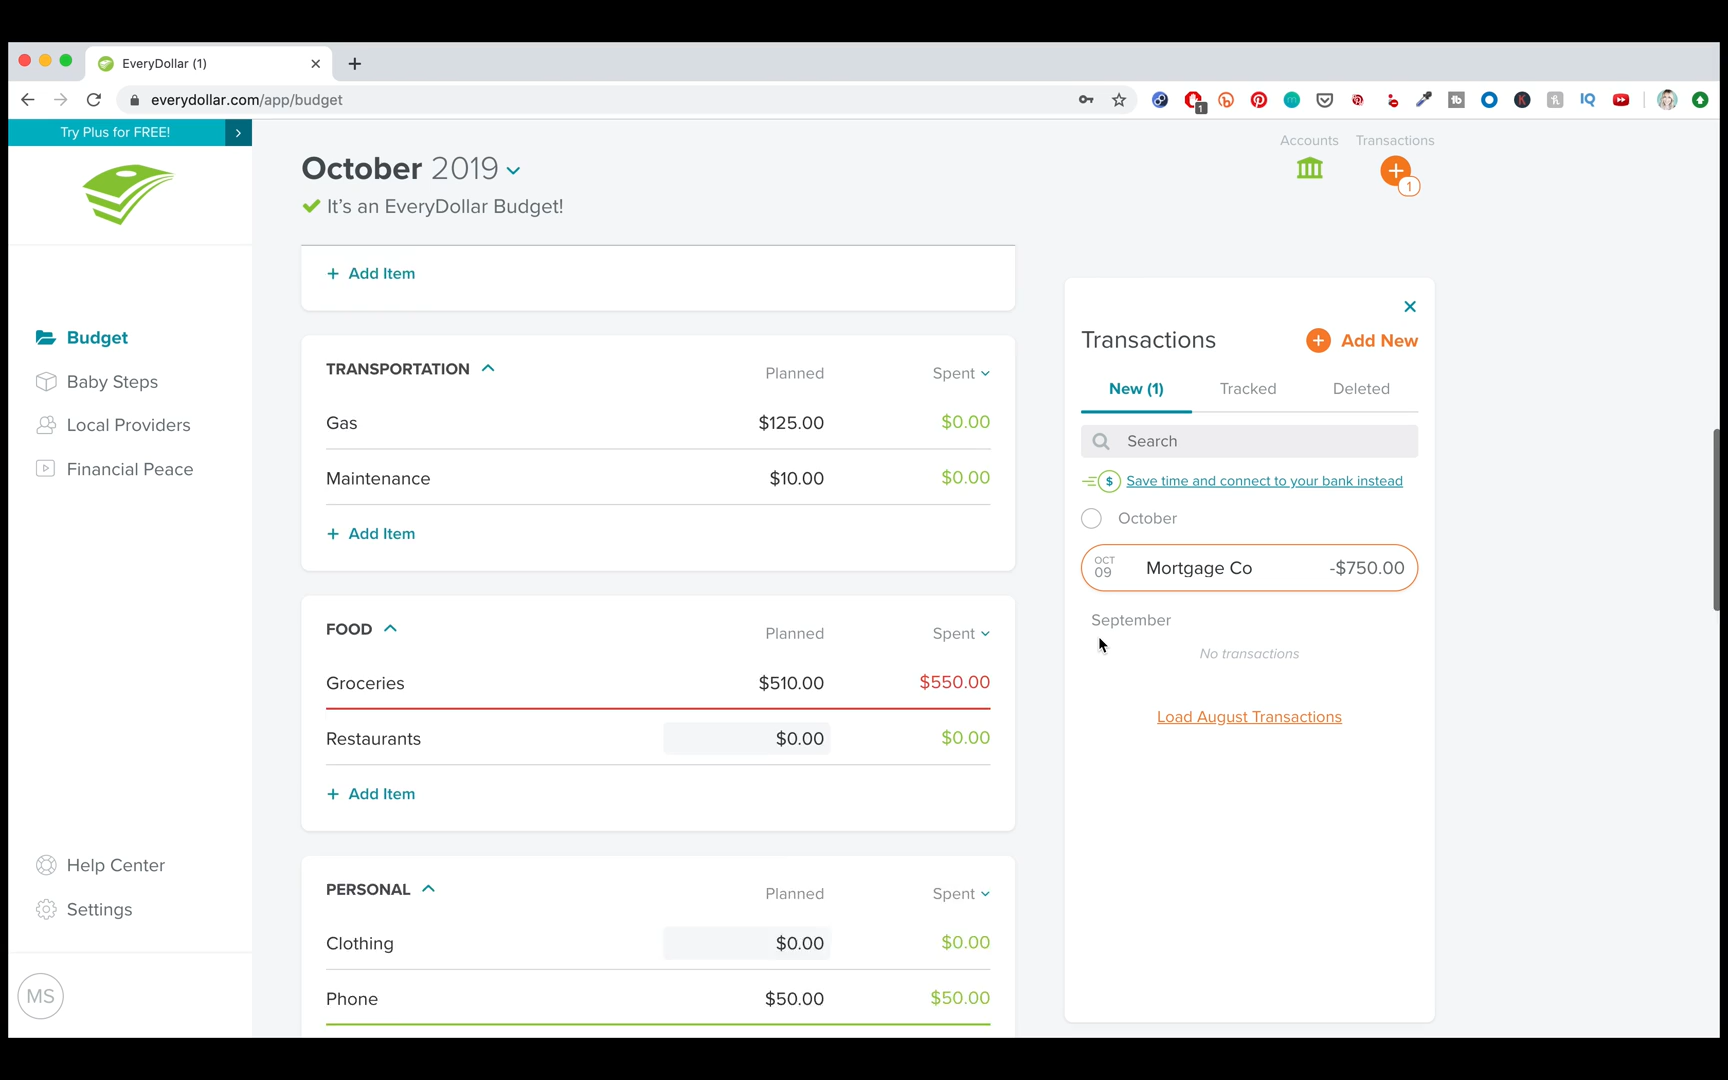 EveryDollar (1)
everydollar.com/app/budget
1
Try Plus for FREE!
Budget
Baby Steps
Local Providers
Financial Peace
Help Center
Settings
MS
October 2019
It's an EveryDollar Budget!
Accounts Transactions
1
+ Add Item
TRANSPORTATION Planned Spent
Gas $125.00 $0.00
Maintenance $10.00 $0.00
+ Add Item
FOOD Planned Spent
Groceries $510.00 $550.00
Restaurants $0.00 $0.00
+ Add Item
PERSONAL Planned Spent
Clothing $0.00 $0.00
Phone $50.00 $50.00
Transactions + Add New
New (1) Tracked Deleted
Search
$ Save time and connect to your bank instead
October
OCT
09 Mortgage Co -$750.00
September
No transactions
Load August Transactions